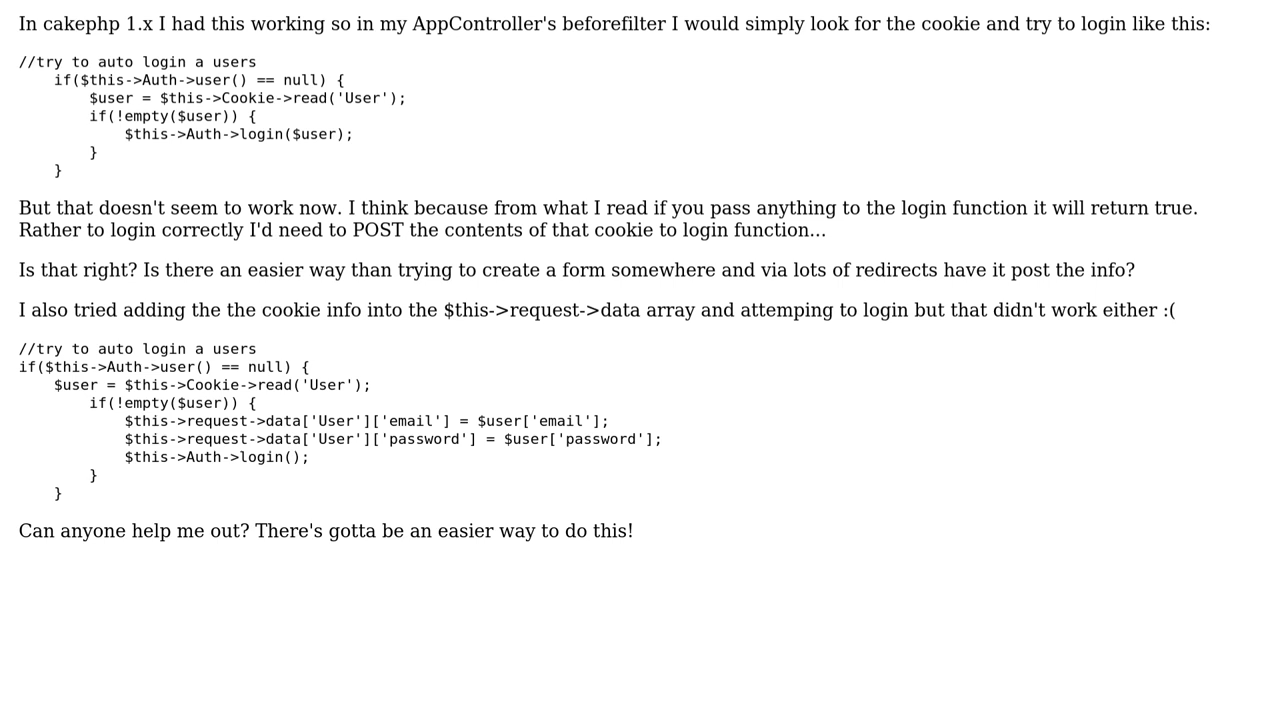 In cakephp 1.x I had this working so in my AppController's beforefilter I would simply look for the cookie and try to login like this:
//try to auto login a users
    if($this->Auth->user() == null) {
        $user = $this->Cookie->read('User');
        if(!empty($user)) {
            $this->Auth->login($user);
        }
    }
But that doesn't seem to work now. I think because from what I read if you pass anything to the login function it will return true.
Rather to login correctly I'd need to POST the contents of that cookie to login function...
Is that right? Is there an easier way than trying to create a form somewhere and via lots of redirects have it post the info?
I also tried adding the the cookie info into the $this->request->data array and attemping to login but that didn't work either :(
//try to auto login a users
if($this->Auth->user() == null) {
    $user = $this->Cookie->read('User');
        if(!empty($user)) {
            $this->request->data['User']['email'] = $user['email'];
            $this->request->data['User']['password'] = $user['password'];
            $this->Auth->login();
        }
    }
Can anyone help me out? There's gotta be an easier way to do this!